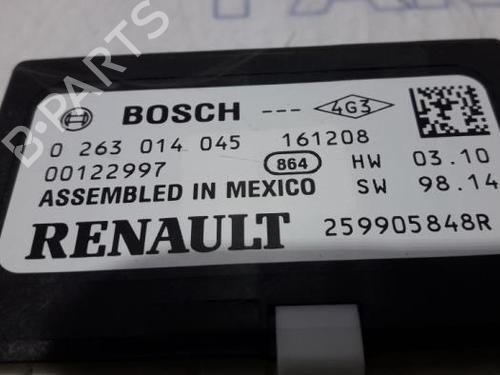 BOSCH --- 4G3
0 263 014 045 161208
00122997 864 HW 03.10
ASSEMBLED IN MEXICO SW 98.14
RENAULT 259905848R
B-PARTS